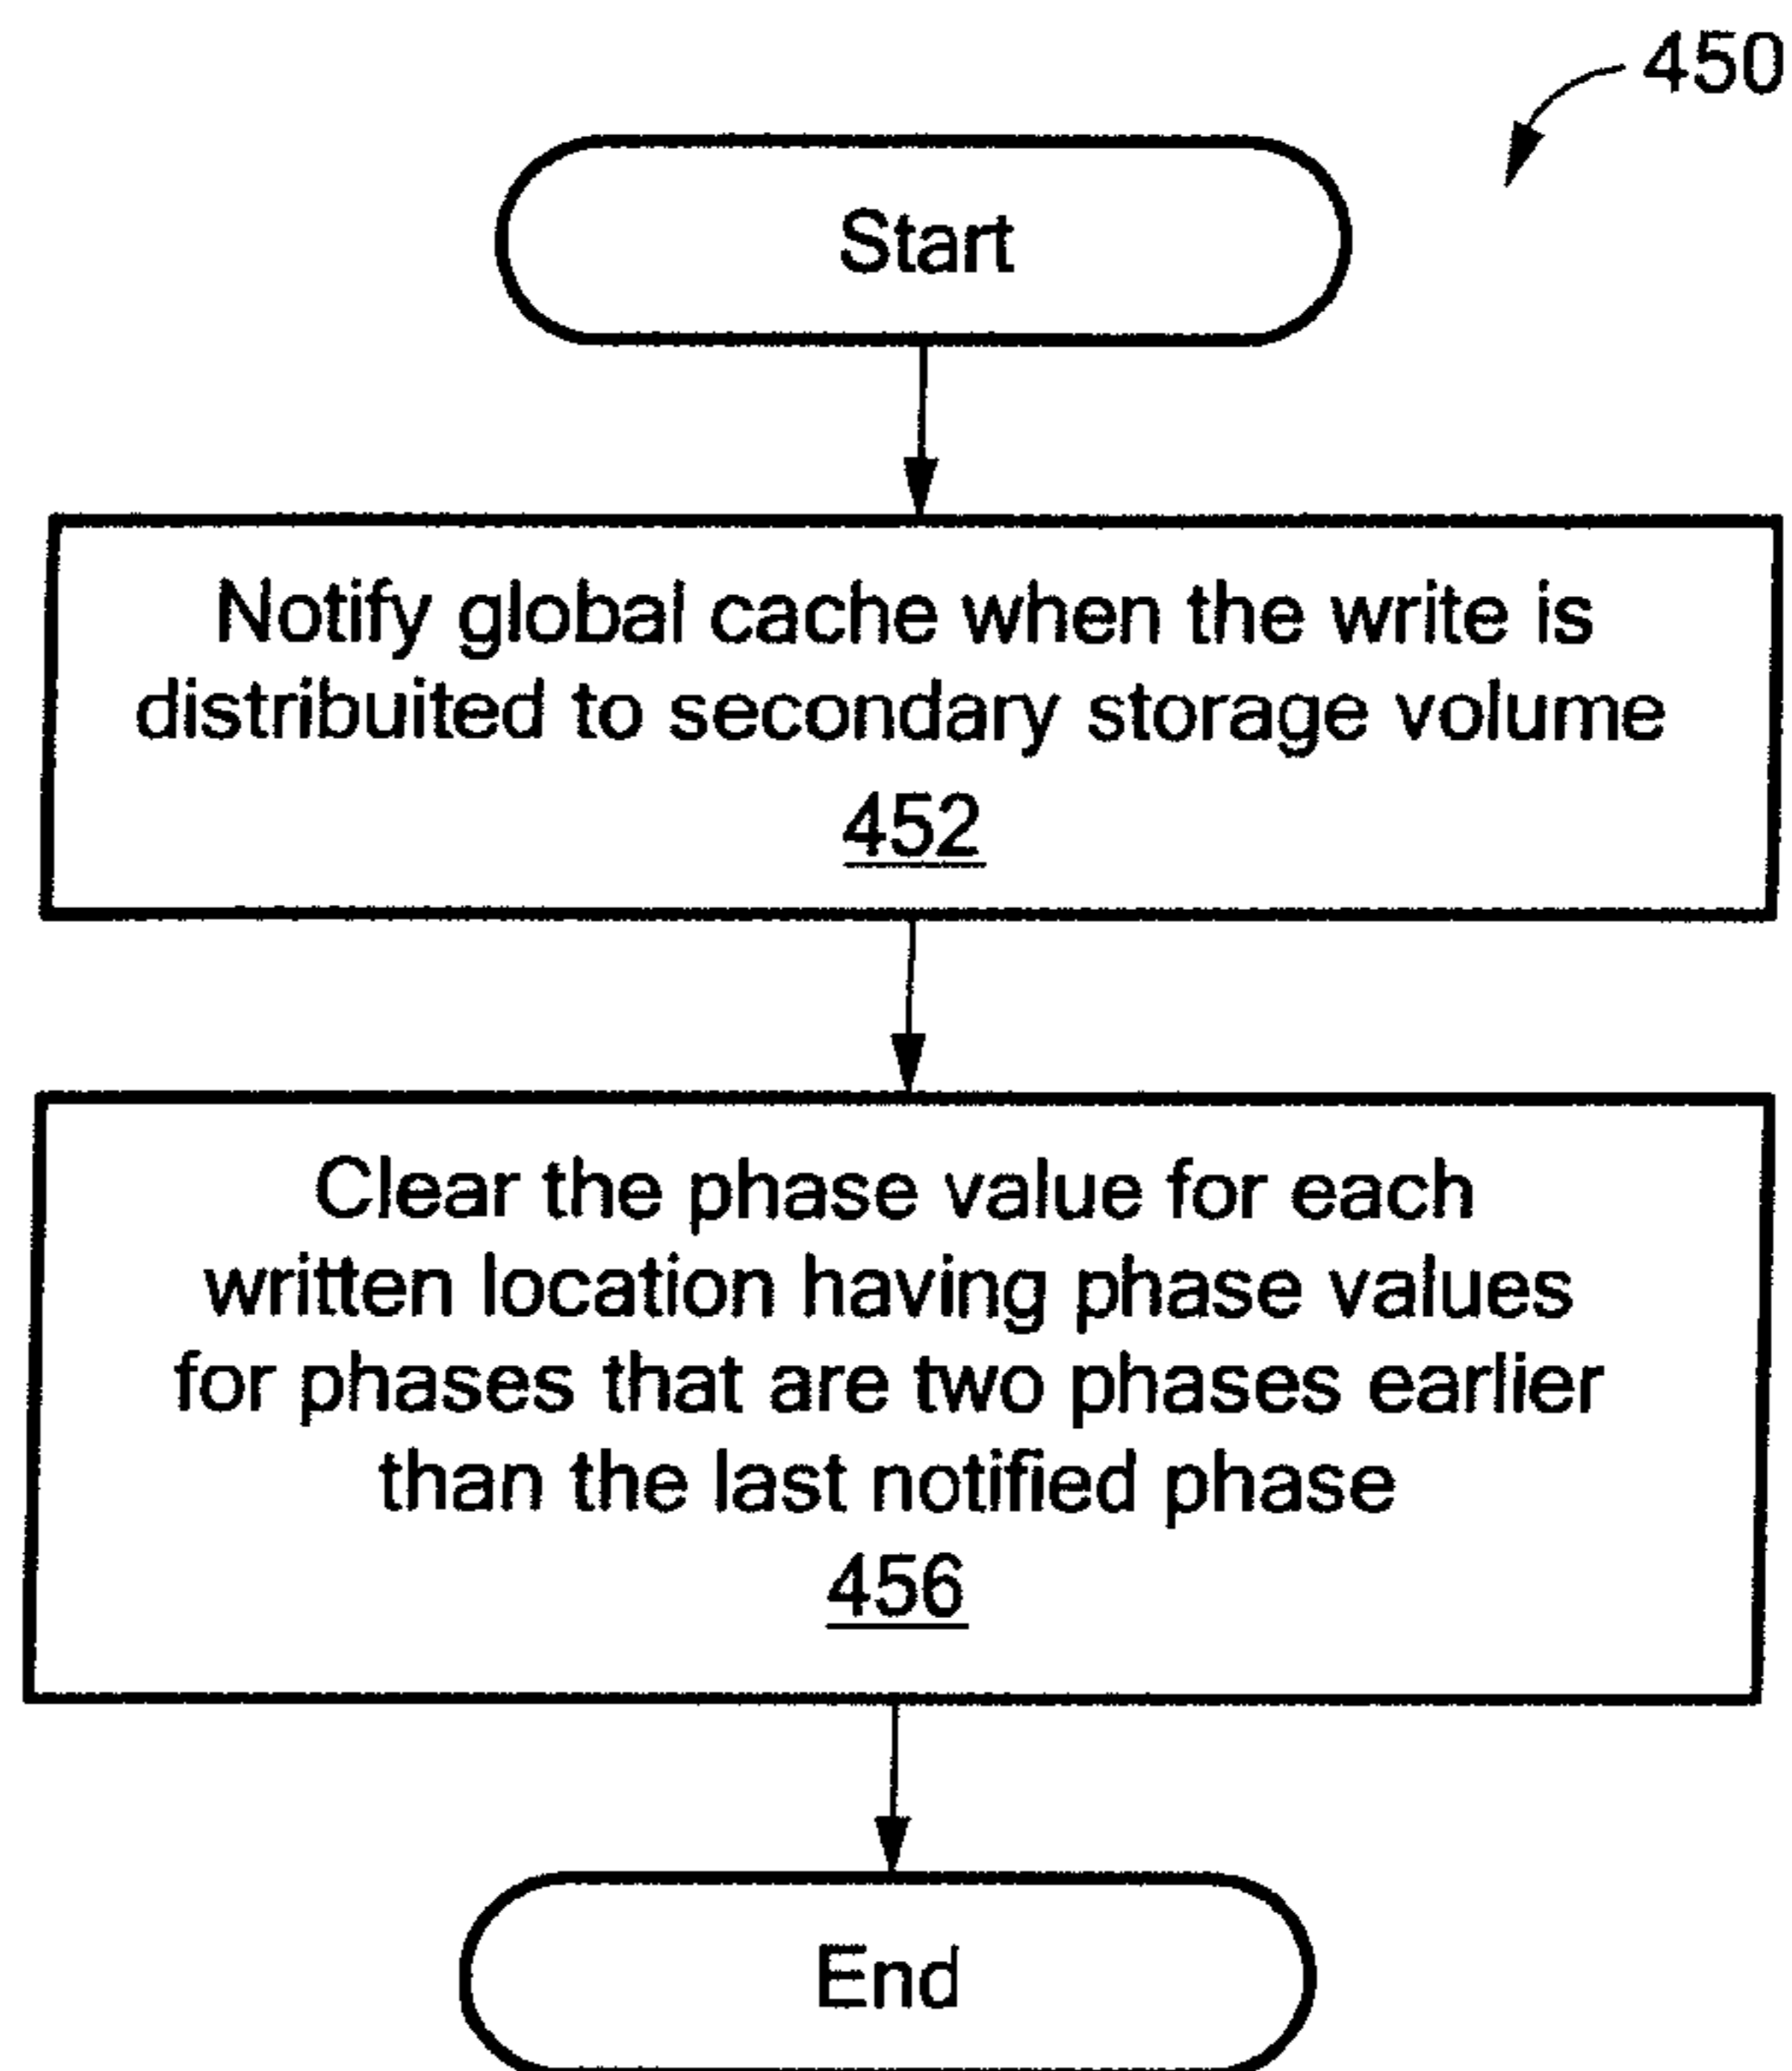 450
Start
Notify global cache when the write is
distribuited to secondary storage volume
452
Clear the phase value for each
written location having phase values
for phases that are two phases earlier
than the last notified phase
456
End